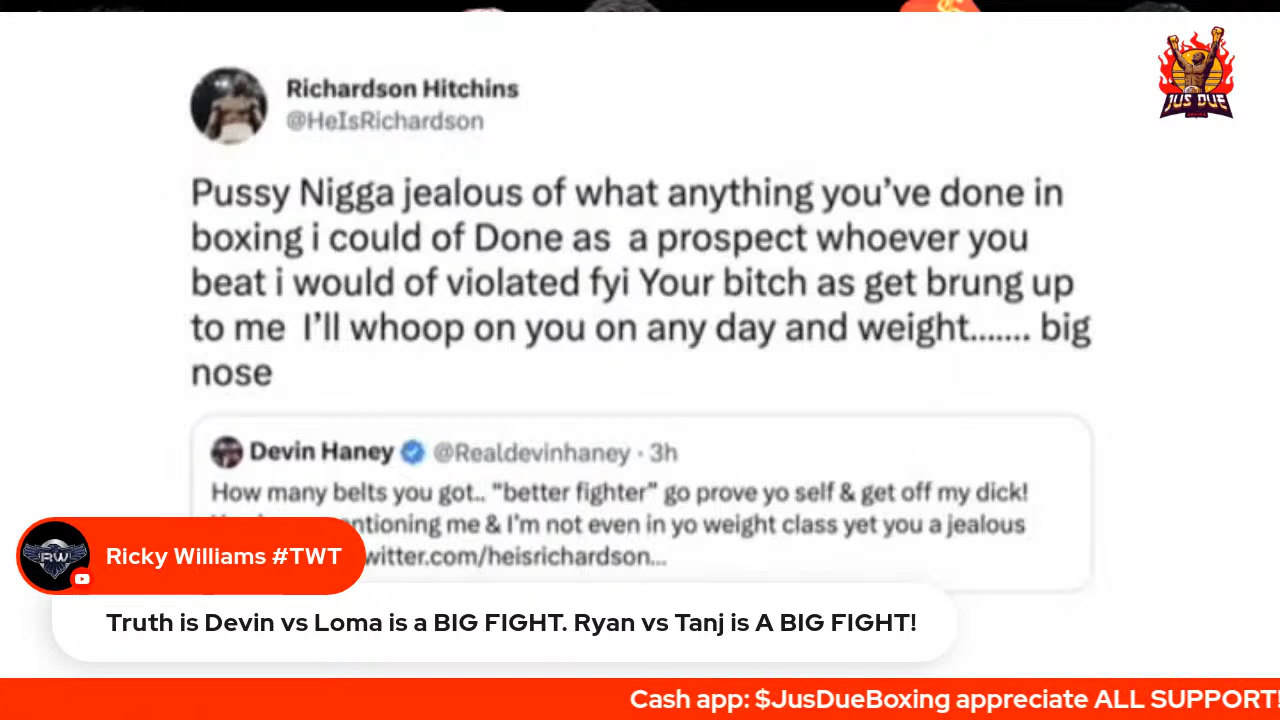 JUS DUE
Richardson Hitchins
@HeIsRichardson
Pussy Nigga jealous of what anything you’ve done in
boxing i could of Done as a prospect whoever you
beat i would of violated fyi Your bitch as get brung up
to me I’ll whoop on you on any day and weight....... big
nose
Devin Haney @Realdevinhaney · 3h
How many belts you got.. "better fighter" go prove yo self & get off my dick!
& I’m not even in yo weight class yet you a jealous
witter.com/heisrichardson...
RW
Ricky Williams #TWT
Truth is Devin vs Loma is a BIG FIGHT. Ryan vs Tanj is A BIG FIGHT!
Cash app: $JusDueBoxing appreciate ALL SUPPORT!